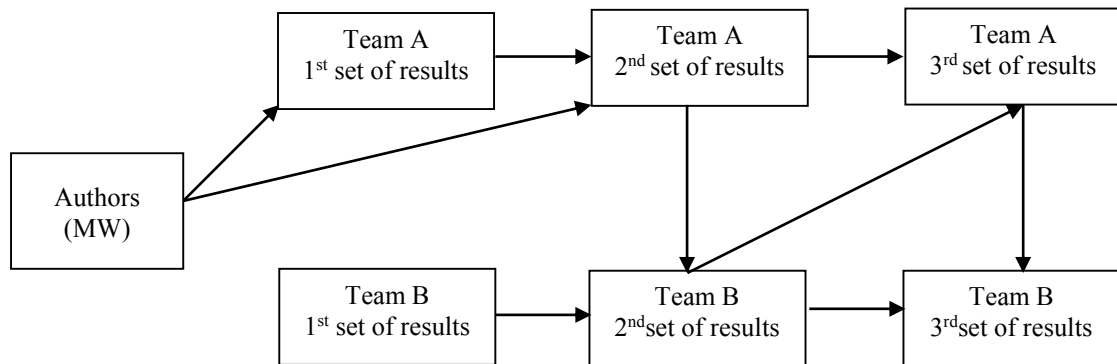 Team A
1st set of results
Team A
2nd set of results
Team A
3rd set of results
Authors
(MW)
Team B
1st set of results
Team B
2ndset of results
Team B
3rdset of results